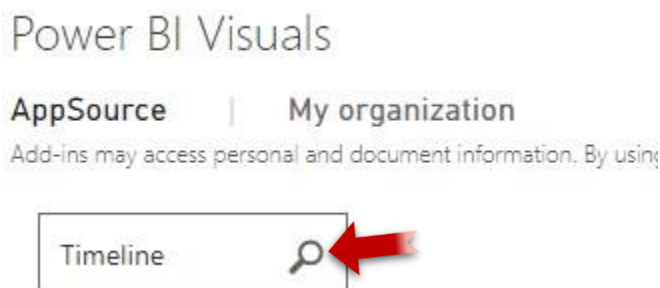 Power BI Visuals
AppSource | My organization
Add-ins may access personal and document information. By using
Timeline